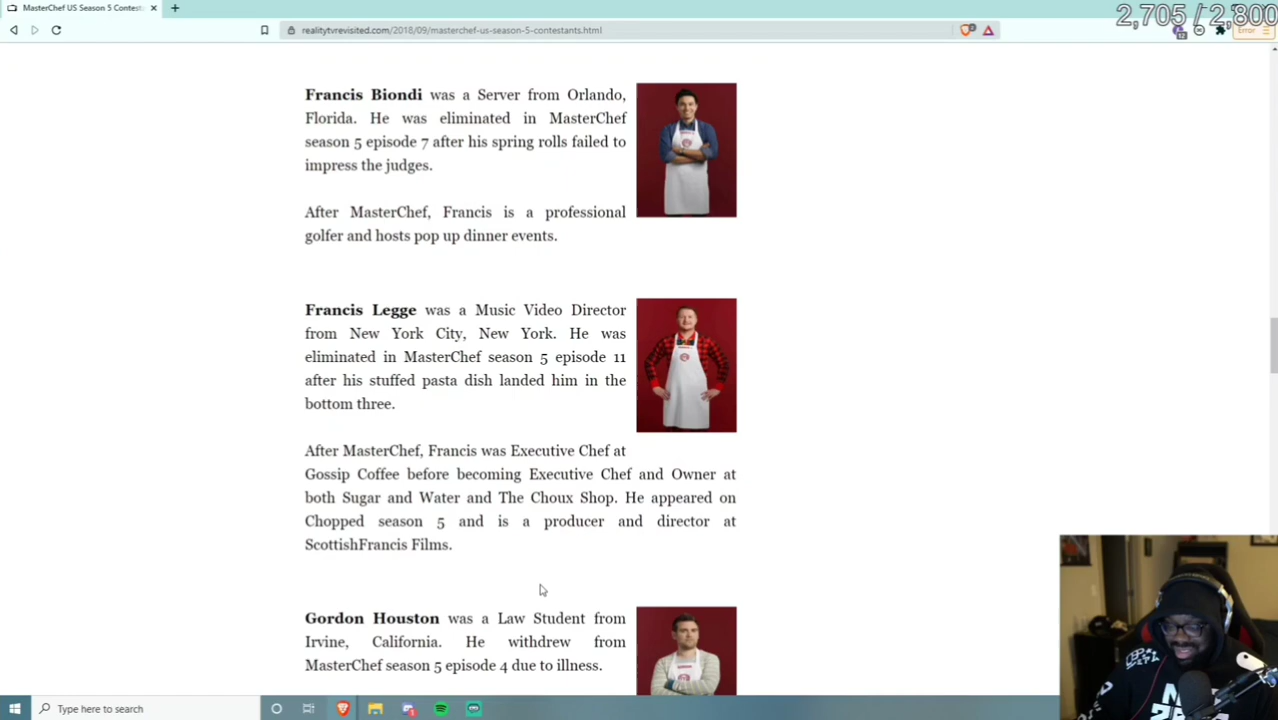 MasterChef US Season 5 Contest
realitytvrevisited.com/2018/09/masterchef-us-season-5-contestants.html
2,705 / 2,800
Error
Francis Biondi was a Server from Orlando,
Florida. He was eliminated in MasterChef
season 5 episode 7 after his spring rolls failed to
impress the judges.
After MasterChef, Francis is a professional
golfer and hosts pop up dinner events.
Francis Legge was a Music Video Director
from New York City, New York. He was
eliminated in MasterChef season 5 episode 11
after his stuffed pasta dish landed him in the
bottom three.
After MasterChef, Francis was Executive Chef at
Gossip Coffee before becoming Executive Chef and Owner at
both Sugar and Water and The Choux Shop. He appeared on
Chopped season 5 and is a producer and director at
ScottishFrancis Films.
Gordon Houston was a Law Student from
Irvine, California. He withdrew from
MasterChef season 5 episode 4 due to illness.
Type here to search